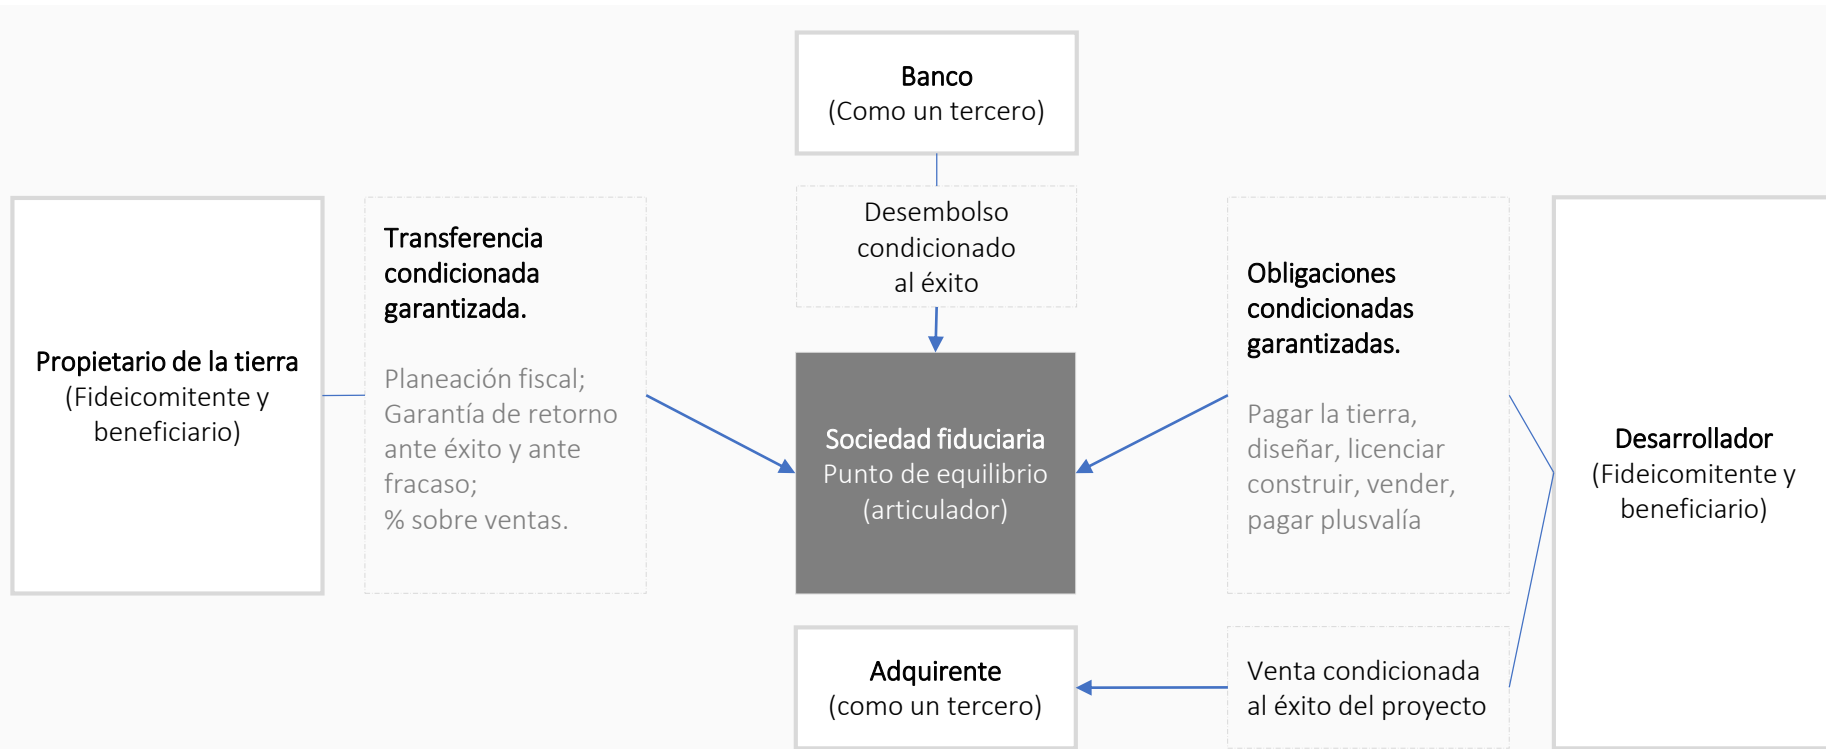 Banco
(Como un tercero)
Desembolso
condicionado
al éxito
Propietario de la tierra
(Fideicomitente y
beneficiario)
Transferencia
condicionada
garantizada.
Planeación fiscal;
Garantía de retorno
ante éxito y ante
fracaso;
% sobre ventas.
Sociedad fiduciaria
Punto de equilibrio
(articulador)
Obligaciones
condicionadas
garantizadas.
Pagar la tierra,
diseñar, licenciar
construir, vender,
pagar plusvalía
Desarrollador
(Fideicomitente y
beneficiario)
Adquirente
(como un tercero)
Venta condicionada
al éxito del proyecto